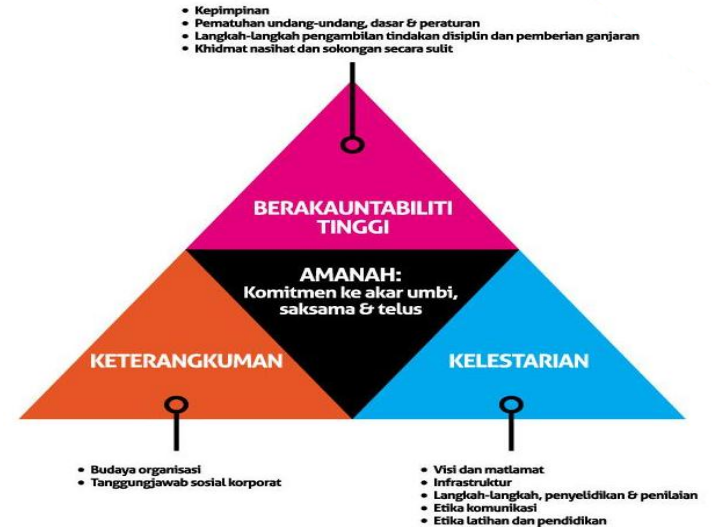 • Kepimpinan
• Pematuhan undang-undang, dasar & peraturan
• Langkah-langkah pengambilan tindakan disiplin dan pemberian ganjaran
• Khidmat nasihat dan sokongan secara sulit
BERAKAUNTABILITI
TINGGI
AMANAH:
Komitmen ke akar umbi,
saksama & telus
KETERANGKUMAN
KELESTARIAN
• Budaya organisasi
• Tanggungjawab sosial korporat
• Visi dan matlamat
• Infrastruktur
• Langkah-langkah, penyelidikan & penilaian
• Etika komunikasi
• Etika latihan dan pendidikan